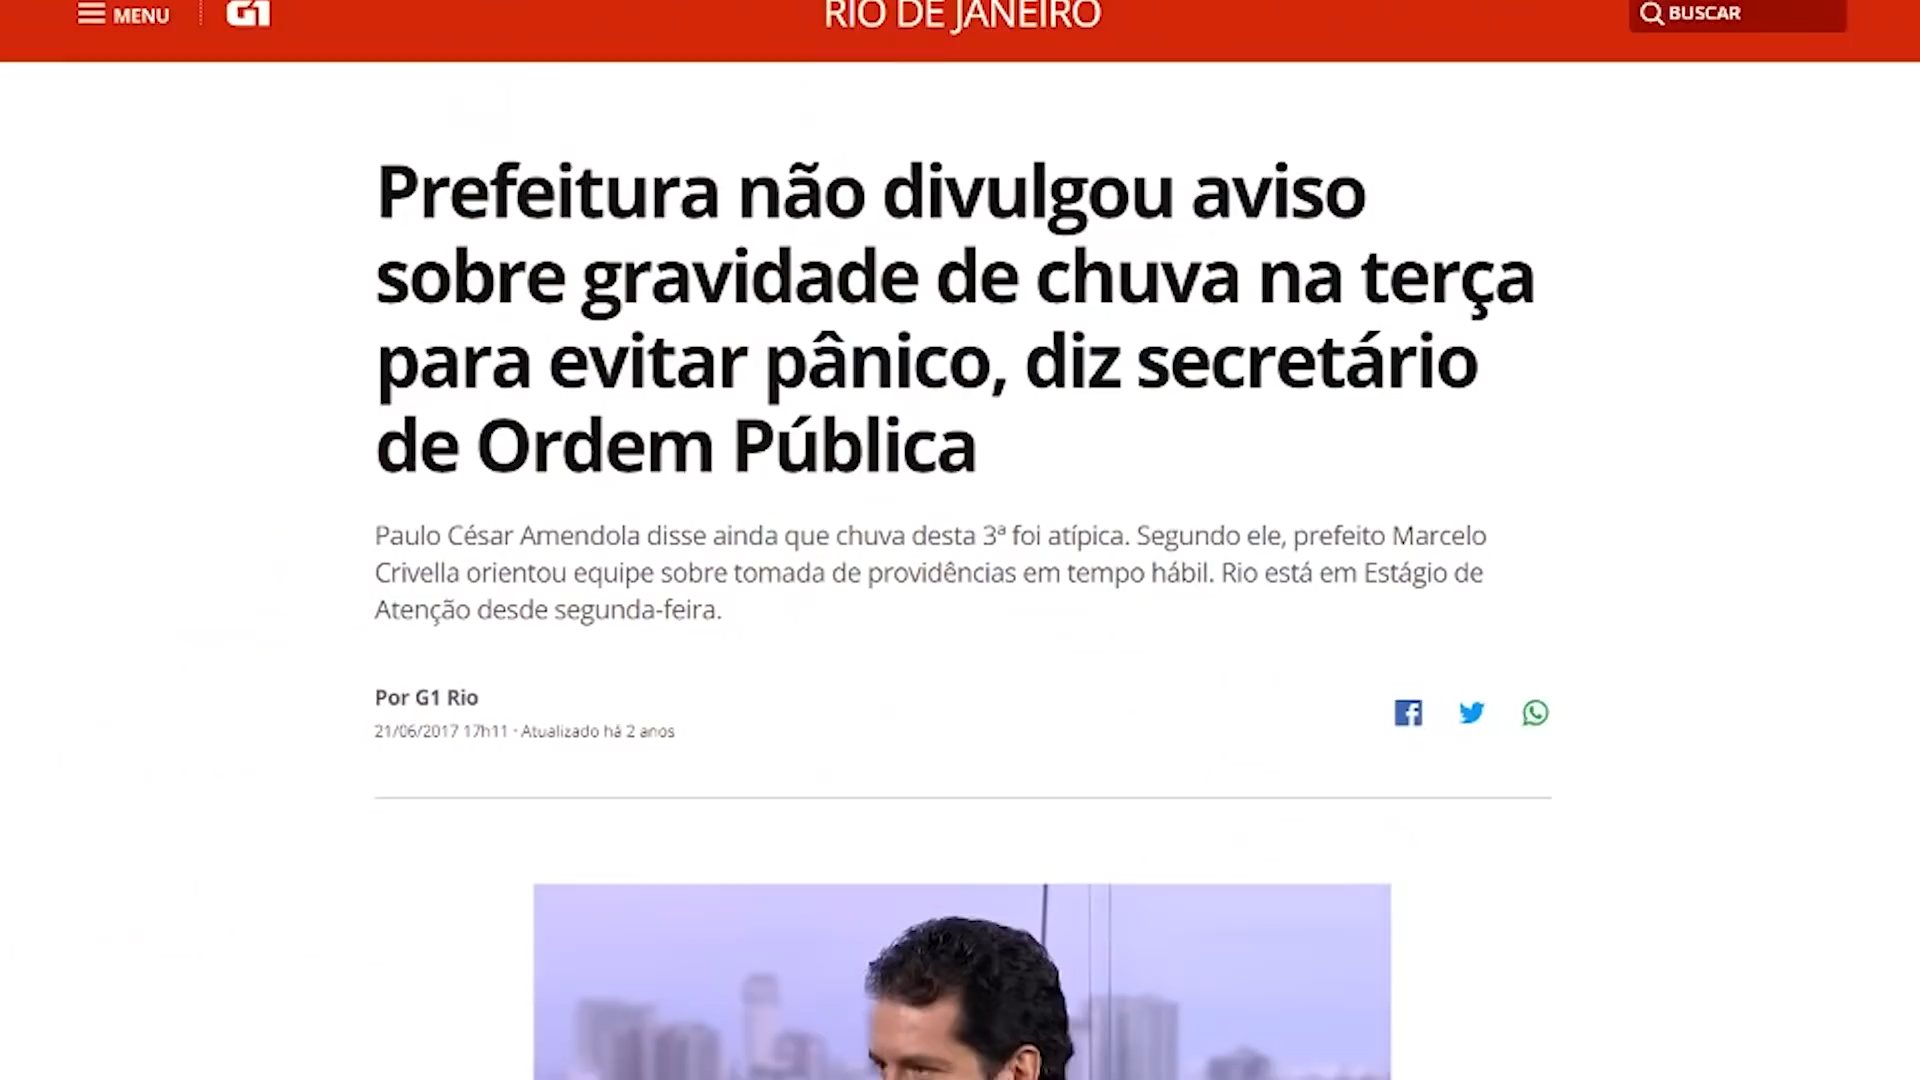 MENU
G1
RIO DE JANEIRO
BUSCAR
Prefeitura não divulgou aviso
sobre gravidade de chuva na terça
para evitar pânico, diz secretário
de Ordem Pública
Paulo César Amendola disse ainda que chuva desta 3ª foi atípica. Segundo ele, prefeito Marcelo
Crivella orientou equipe sobre tomada de providências em tempo hábil. Rio está em Estágio de
Atenção desde segunda-feira.
Por G1 Rio
21/06/2017 17h11 · Atualizado há 2 anos